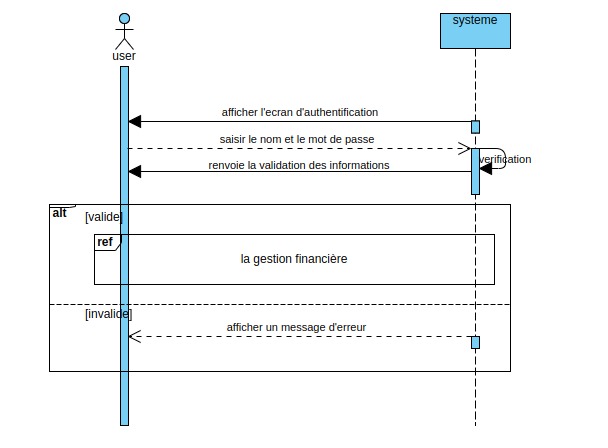 systeme
user
afficher l'ecran d'authentification
saisir le nom et le mot de passe
verification
renvoie la validation des informations
alt
[valide]
ref
la gestion financière
[invalide]
afficher un message d'erreur